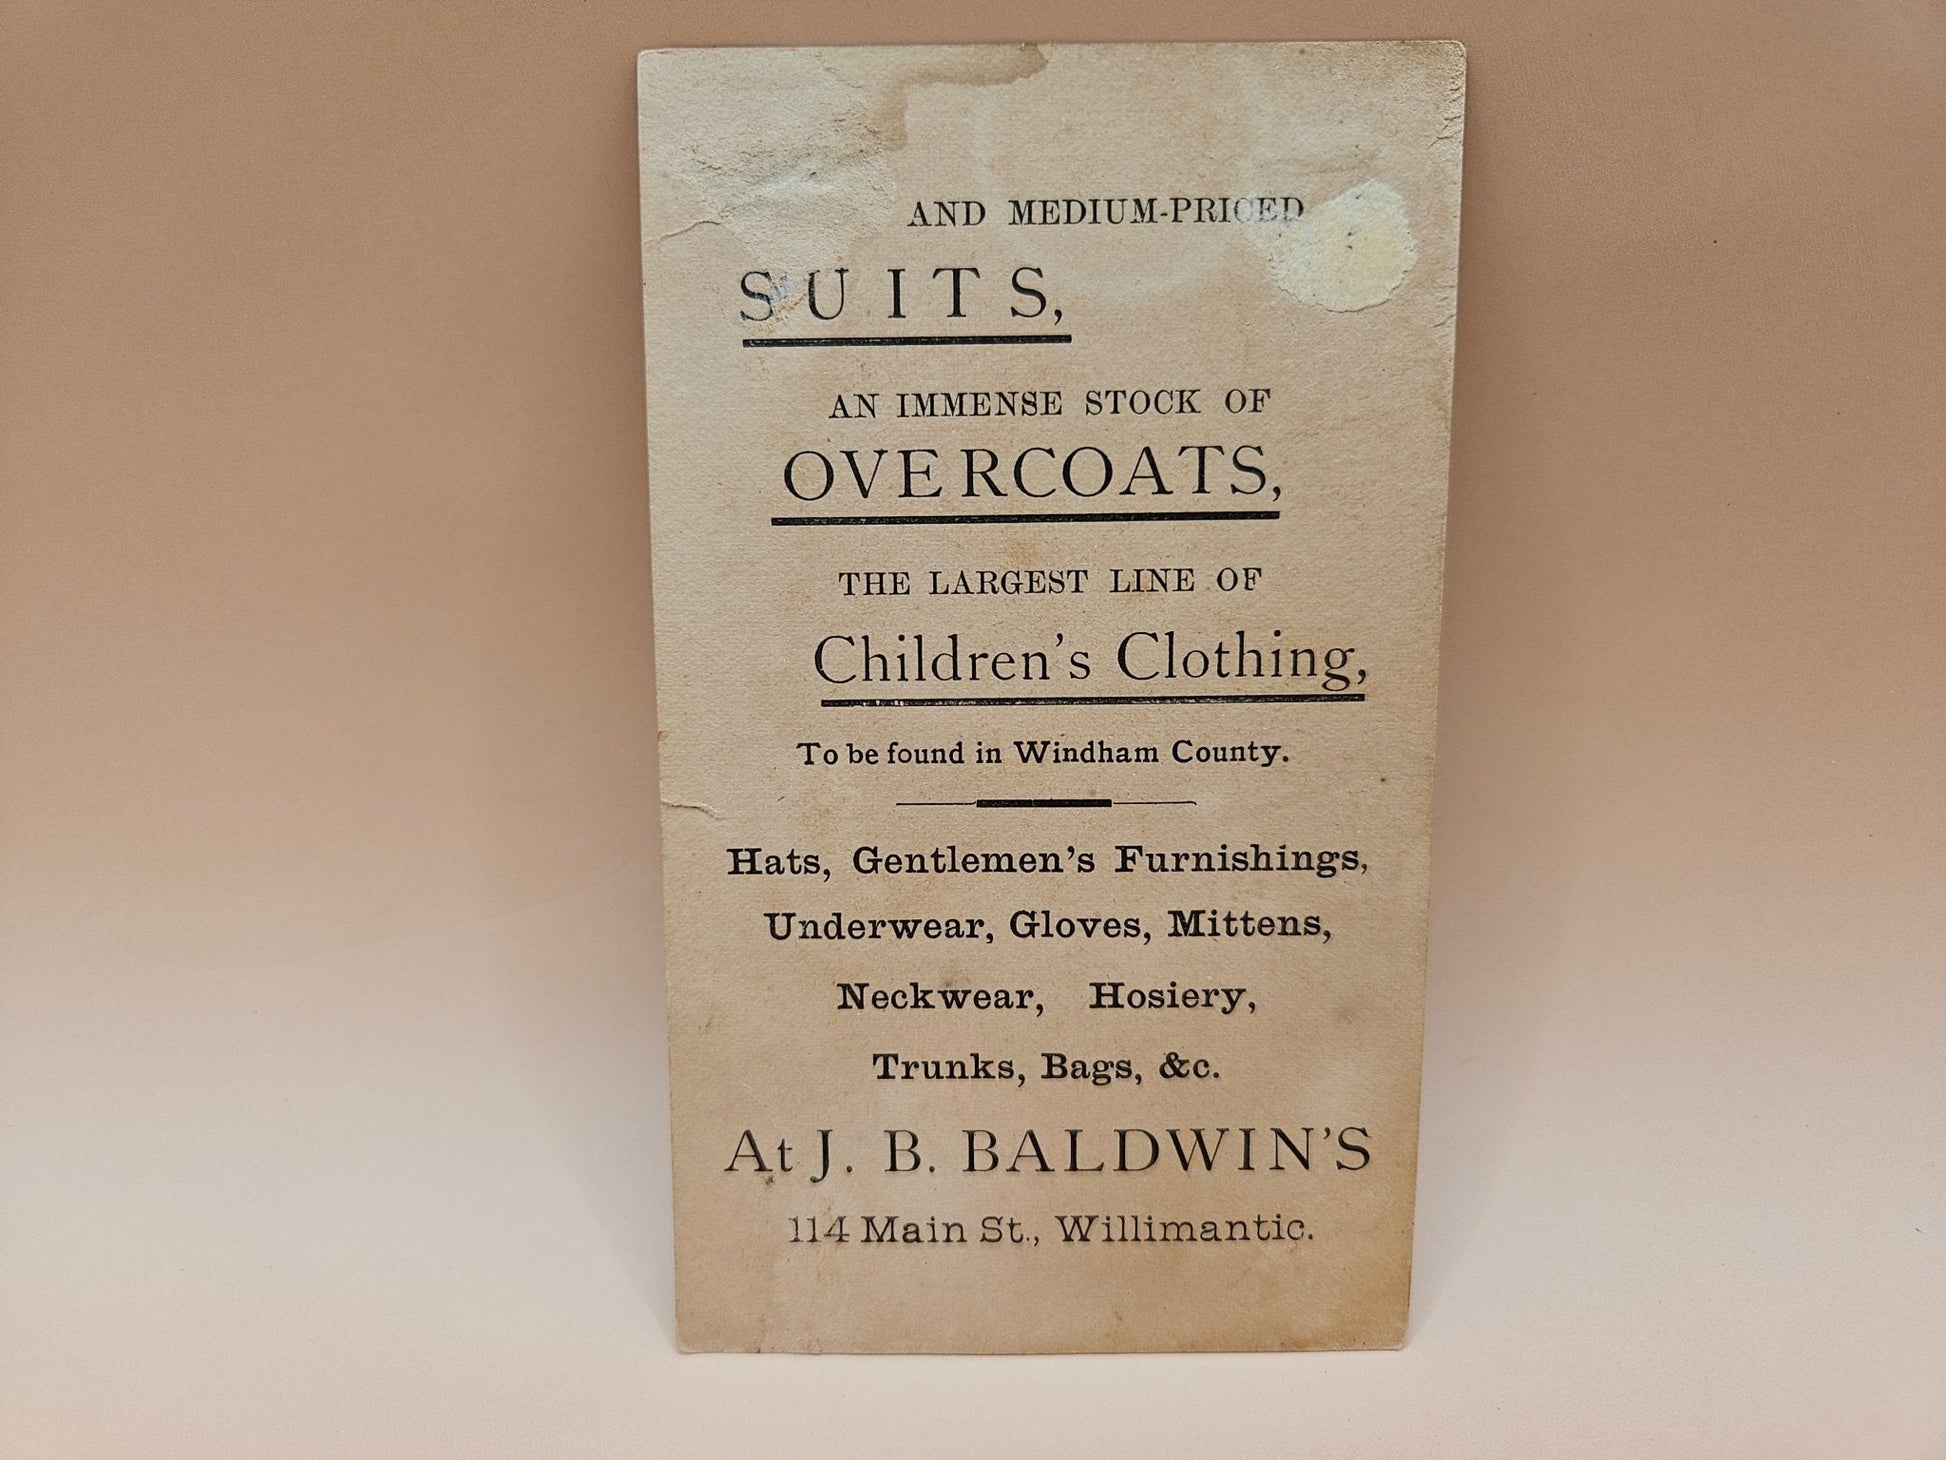 AND MEDIUM-PRICED
SUITS,
AN IMMENSE STOCK OF
OVERCOATS,
THE LARGEST LINE OF
Children's Clothing,
To be found in Windham County.
Hats, Gentlemen's Furnishings,
Underwear, Gloves, Mittens,
Neckwear, Hosiery,
Trunks, Bags, &c.
At J. B. BALDWIN'S
114 Main St., Willimantic.